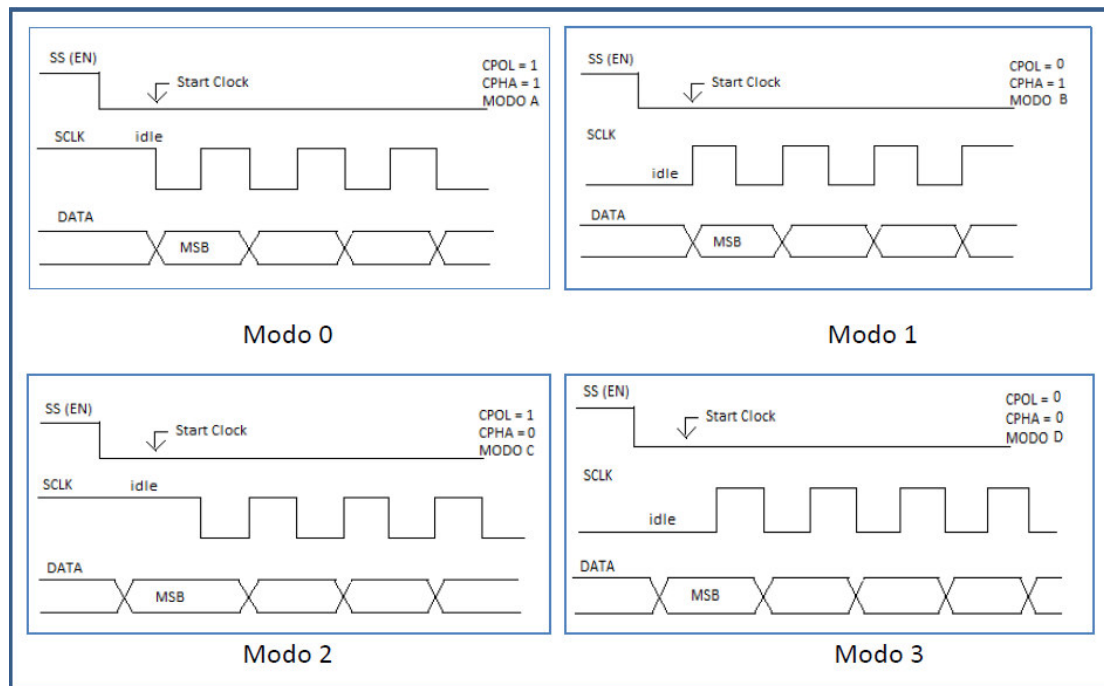 SS (EN)
Start Clock
CPOL = 1
CPHA = 1
MODO A
SCLK
idle
DATA
MSB
Modo 0
SS (EN)
Start Clock
CPOL = 0
CPHA = 1
MODO B
SCLK
idle
DATA
MSB
Modo 1
SS (EN)
Start Clock
CPOL = 1
CPHA = 0
MODO C
SCLK
idle
DATA
MSB
Modo 2
SS (EN)
Start Clock
CPOL = 0
CPHA = 0
MODO D
SCLK
idle
DATA
MSB
Modo 3